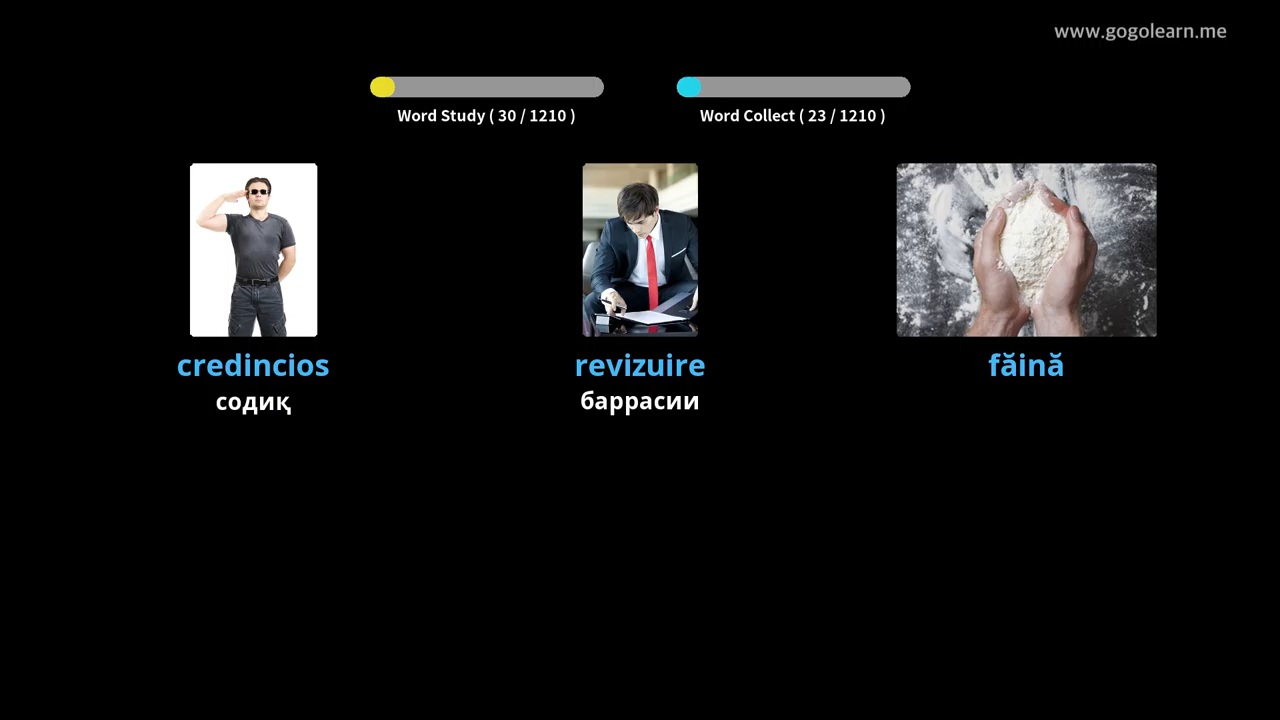 www.gogolearn.me
Word Study ( 30 / 1210 )
Word Collect ( 23 / 1210 )
credincios
содиқ
revizuire
баррасии
făină